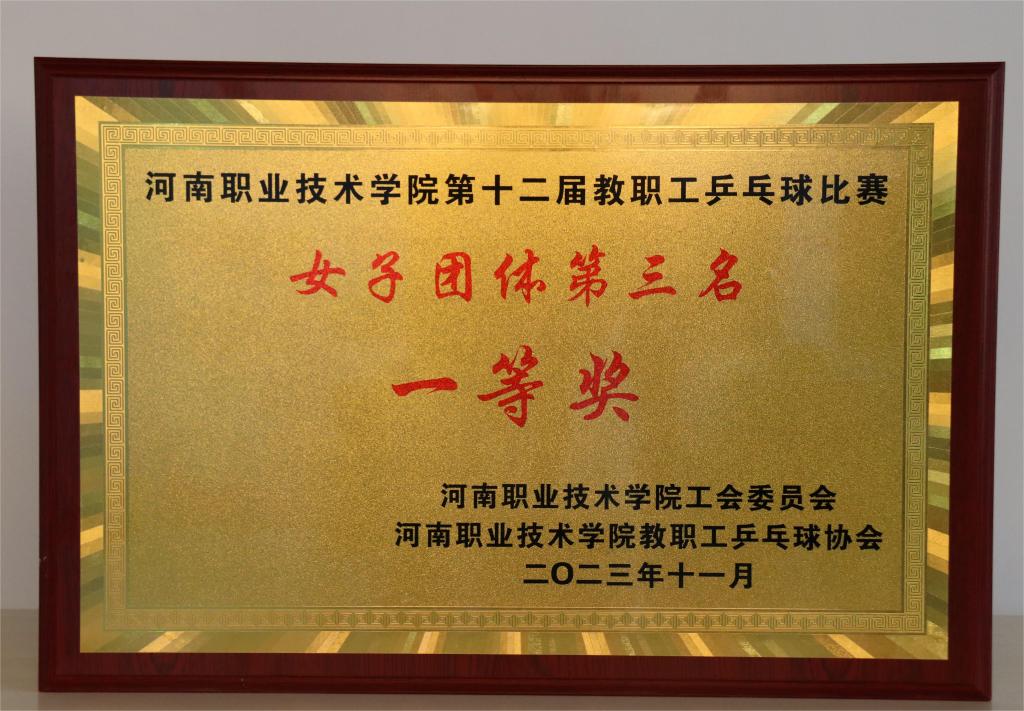 河南职业技术学院第十二届教职工乒乓球比赛
女子团体第三名
一等奖
河南职业技术学院工会委员会
河南职业技术学院教职工乒乓球协会
二〇二三年十一月